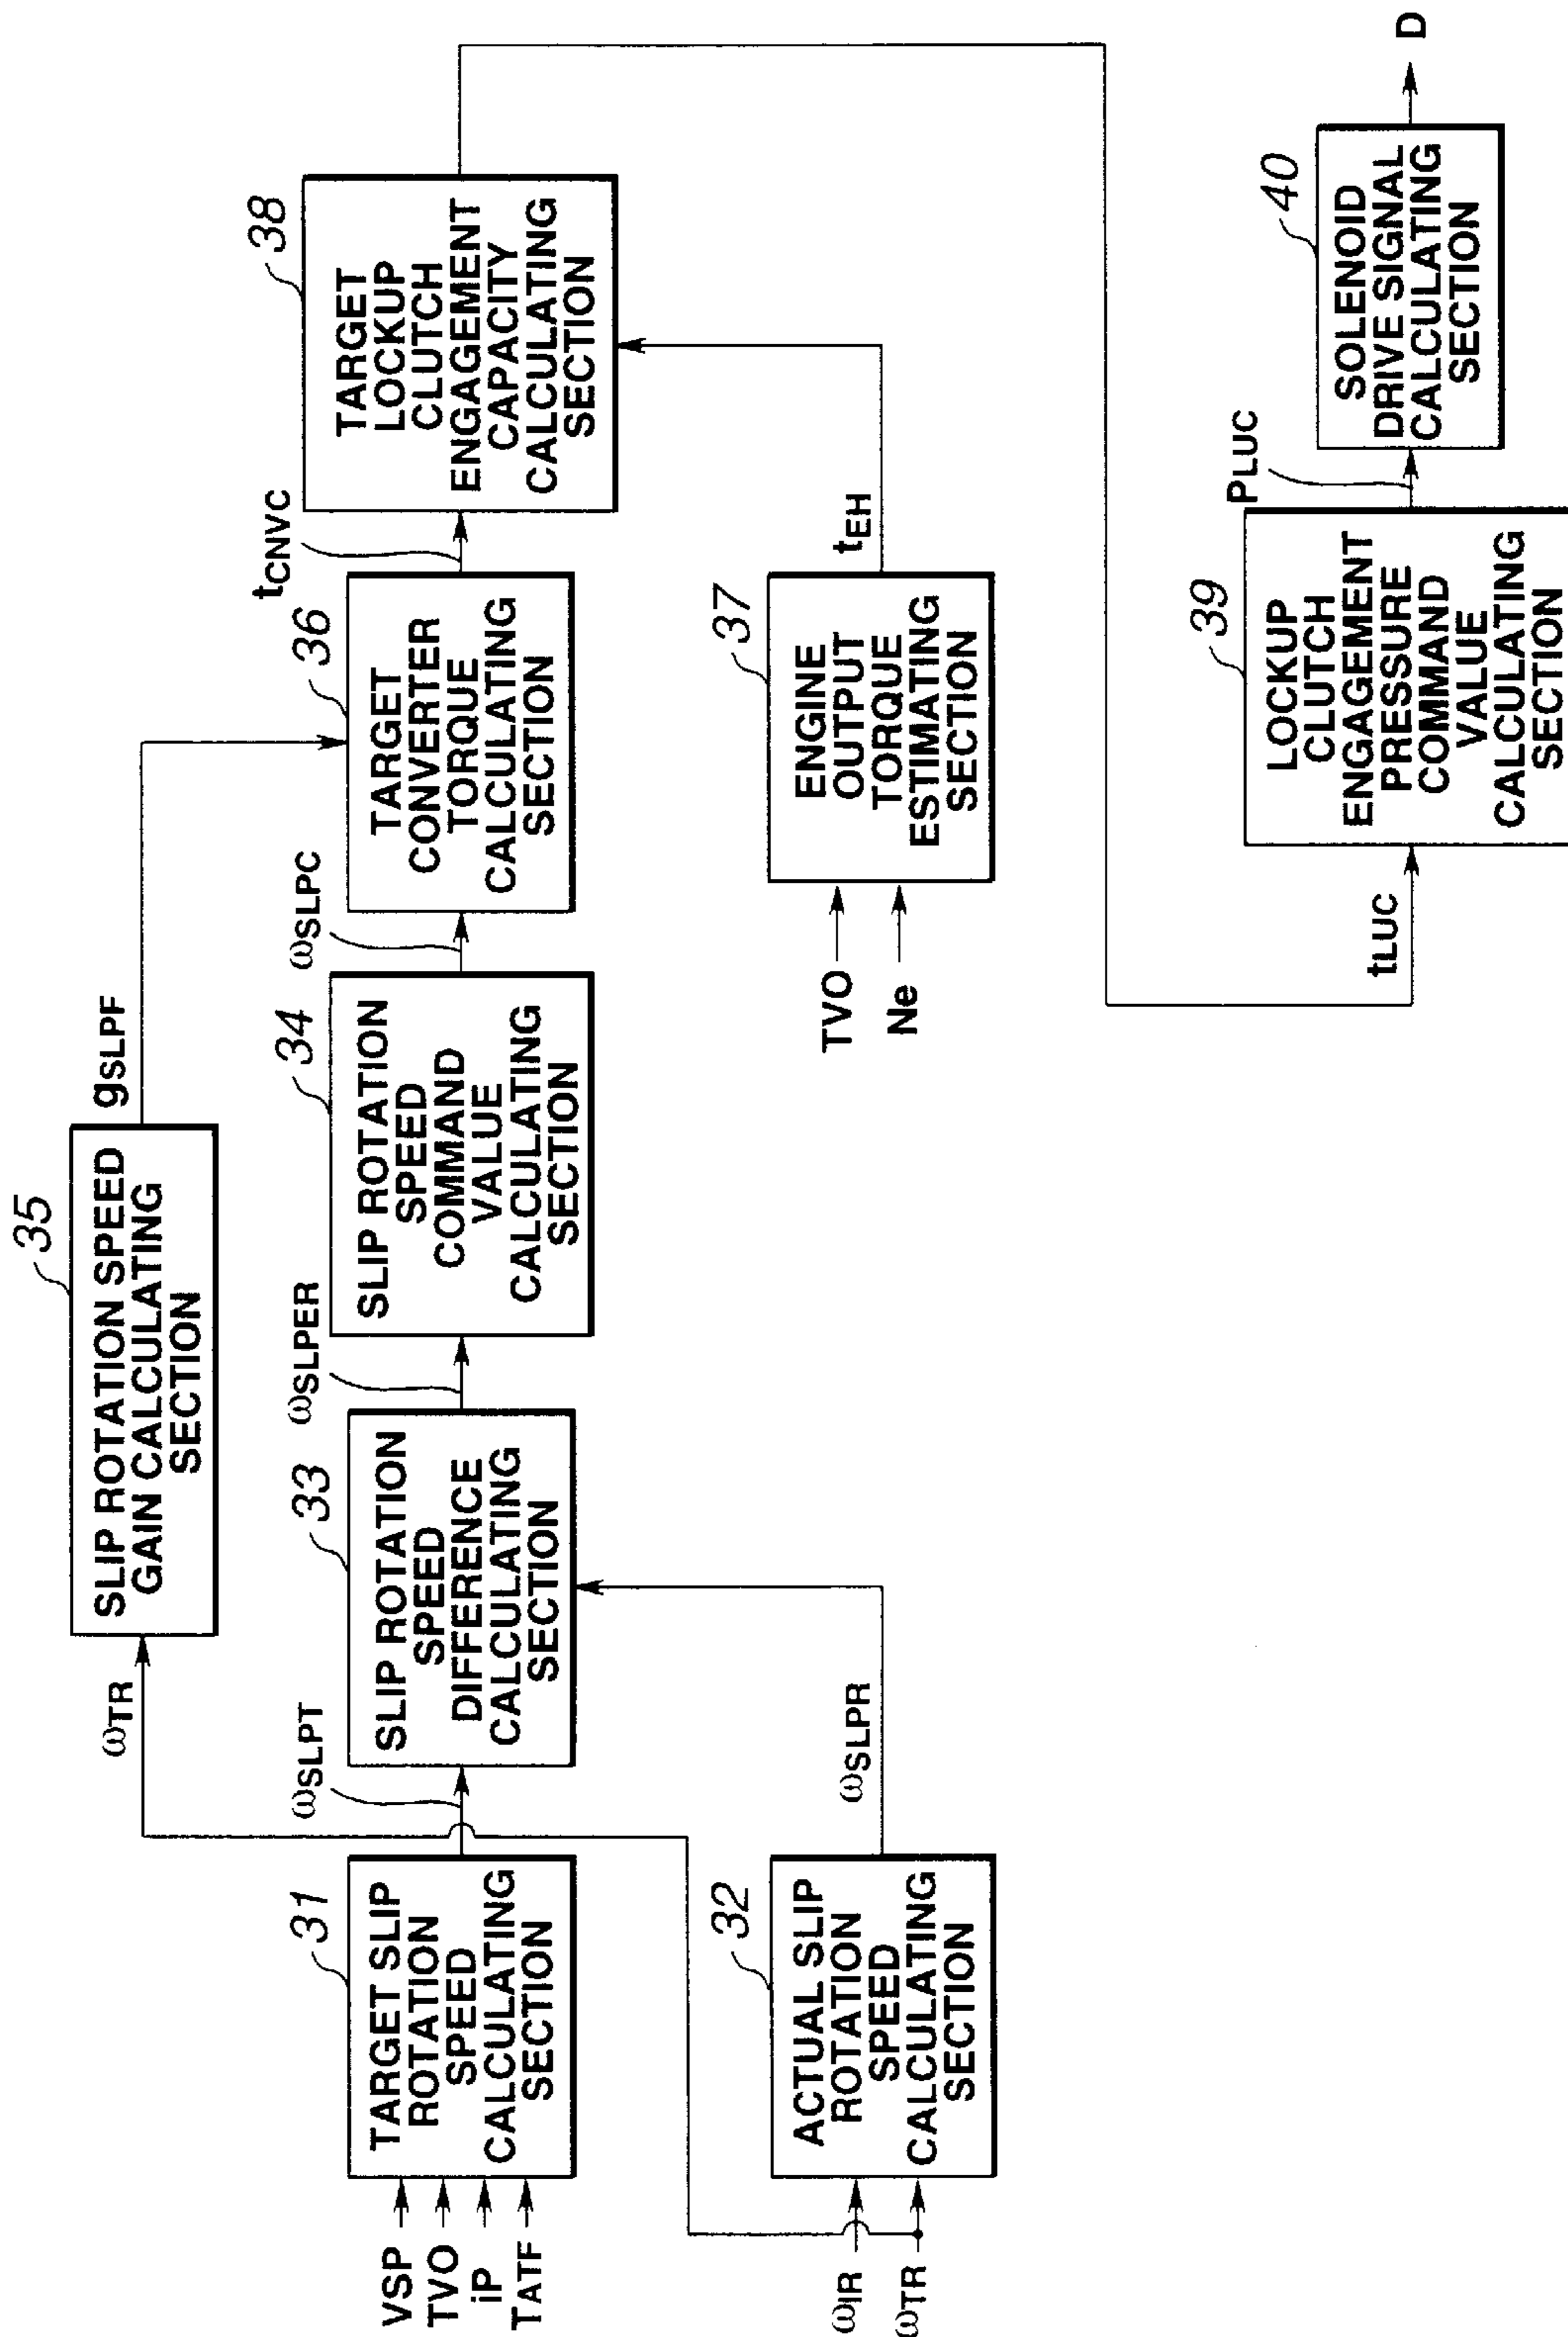 35
SLIP ROTATION SPEED
GAIN CALCULATING
SECTION
ωTR
gSLPF
31
TARGET SLIP
ROTATION
SPEED
CALCULATING
SECTION
VSP
TVO
iP
TATF
ωSLPT
33
SLIP ROTATION
SPEED
DIFFERENCE
CALCULATING
SECTION
ωSLPER
34
SLIP ROTATION
SPEED
COMMAND
VALUE
CALCULATING
SECTION
ωSLPC
36
TARGET
CONVERTER
TORQUE
CALCULATING
SECTION
tCNVC
38
TARGET
LOCKUP
CLUTCH
ENGAGEMENT
CAPACITY
CALCULATING
SECTION
32
ACTUAL SLIP
ROTATION
SPEED
CALCULATING
SECTION
ωIR
ωTR
ωSLPR
37
ENGINE
OUTPUT
TORQUE
ESTIMATING
SECTION
TVO
Ne
tEH
39
LOCKUP
CLUTCH
ENGAGEMENT
PRESSURE
COMMAND
VALUE
CALCULATING
SECTION
tLUC
PLUC
40
SOLENOID
DRIVE SIGNAL
CALCULATING
SECTION
D